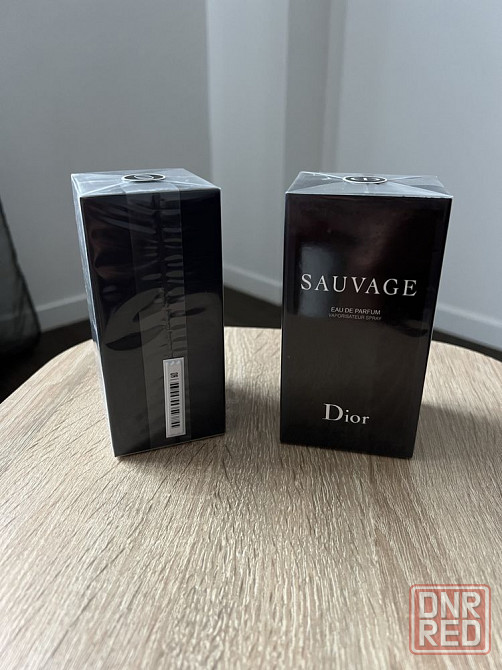 SAUVAGE
EAU DE PARFUM
VAPORISATEUR SPRAY
Dior
DNR
RED